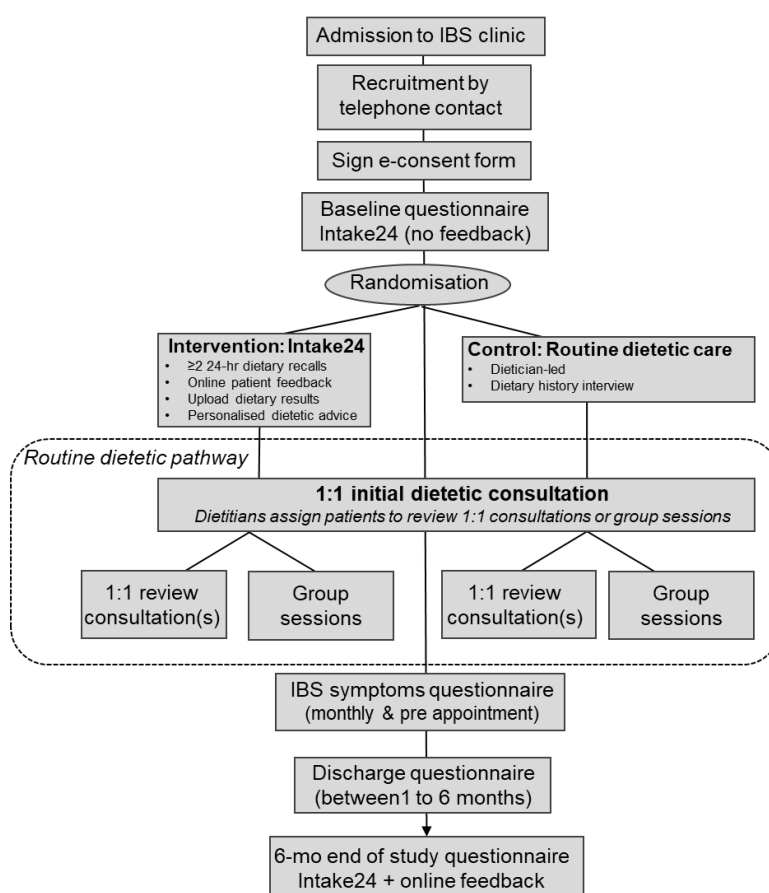 Admission to IBS clinic
Recruitment by
telephone contact
Sign e-consent form
Baseline questionnaire
Intake24 (no feedback)
Randomisation
Intervention: Intake24
• ≥2 24-hr dietary recalls
• Online patient feedback
• Upload dietary results
• Personalised dietetic advice
Control: Routine dietetic care
• Dietician-led
• Dietary history interview
Routine dietetic pathway
1:1 initial dietetic consultation
Dietitians assign patients to review 1:1 consultations or group sessions
1:1 review
consultation(s)
Group
sessions
1:1 review
consultation(s)
Group
sessions
IBS symptoms questionnaire
(monthly & pre appointment)
Discharge questionnaire
(between1 to 6 months)
6-mo end of study questionnaire
Intake24 + online feedback